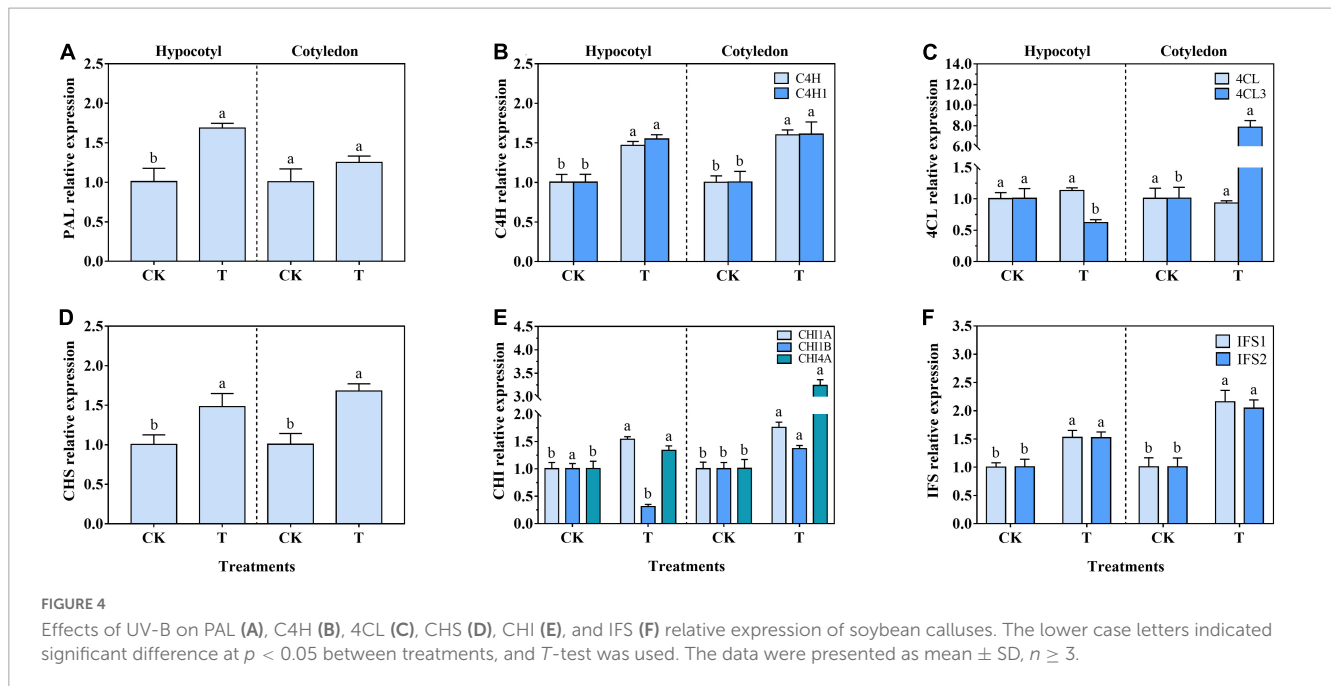 A
Hypocotyl Cotyledon
PAL relative expression
2.5
2.0
1.5
1.0
0.5
0.0
b a a a
CK T CK T
B
Hypocotyl Cotyledon
C4H relative expression
2.5
2.0
1.5
1.0
0.5
0.0
C4H
C4H1
b b a a b b a a
CK T CK T
C
Hypocotyl Cotyledon
4CL relative expression
14.0
12.0
10.0
8.0
6.0
1.5
1.0
0.5
0.0
4CL
4CL3
a a a b a b a a
CK T CK T
D
CHS relative expression
2.5
2.0
1.5
1.0
0.5
0.0
b a b a
CK T CK T
Treatments
E
CHI relative expression
4.5
4.0
3.5
3.0
2.0
1.5
1.0
0.5
0.0
CHI1A
CHI1B
CHI4A
b a b a b a b b b a a a
CK T CK T
Treatments
F
IFS relative expression
3.5
3.0
2.5
2.0
1.5
1.0
0.5
0.0
IFS1
IFS2
b b a a b b a a
CK T CK T
Treatments
FIGURE 4
Effects of UV-B on PAL (A), C4H (B), 4CL (C), CHS (D), CHI (E), and IFS (F) relative expression of soybean calluses. The lower case letters indicated
significant difference at p < 0.05 between treatments, and T-test was used. The data were presented as mean ± SD, n ≥ 3.